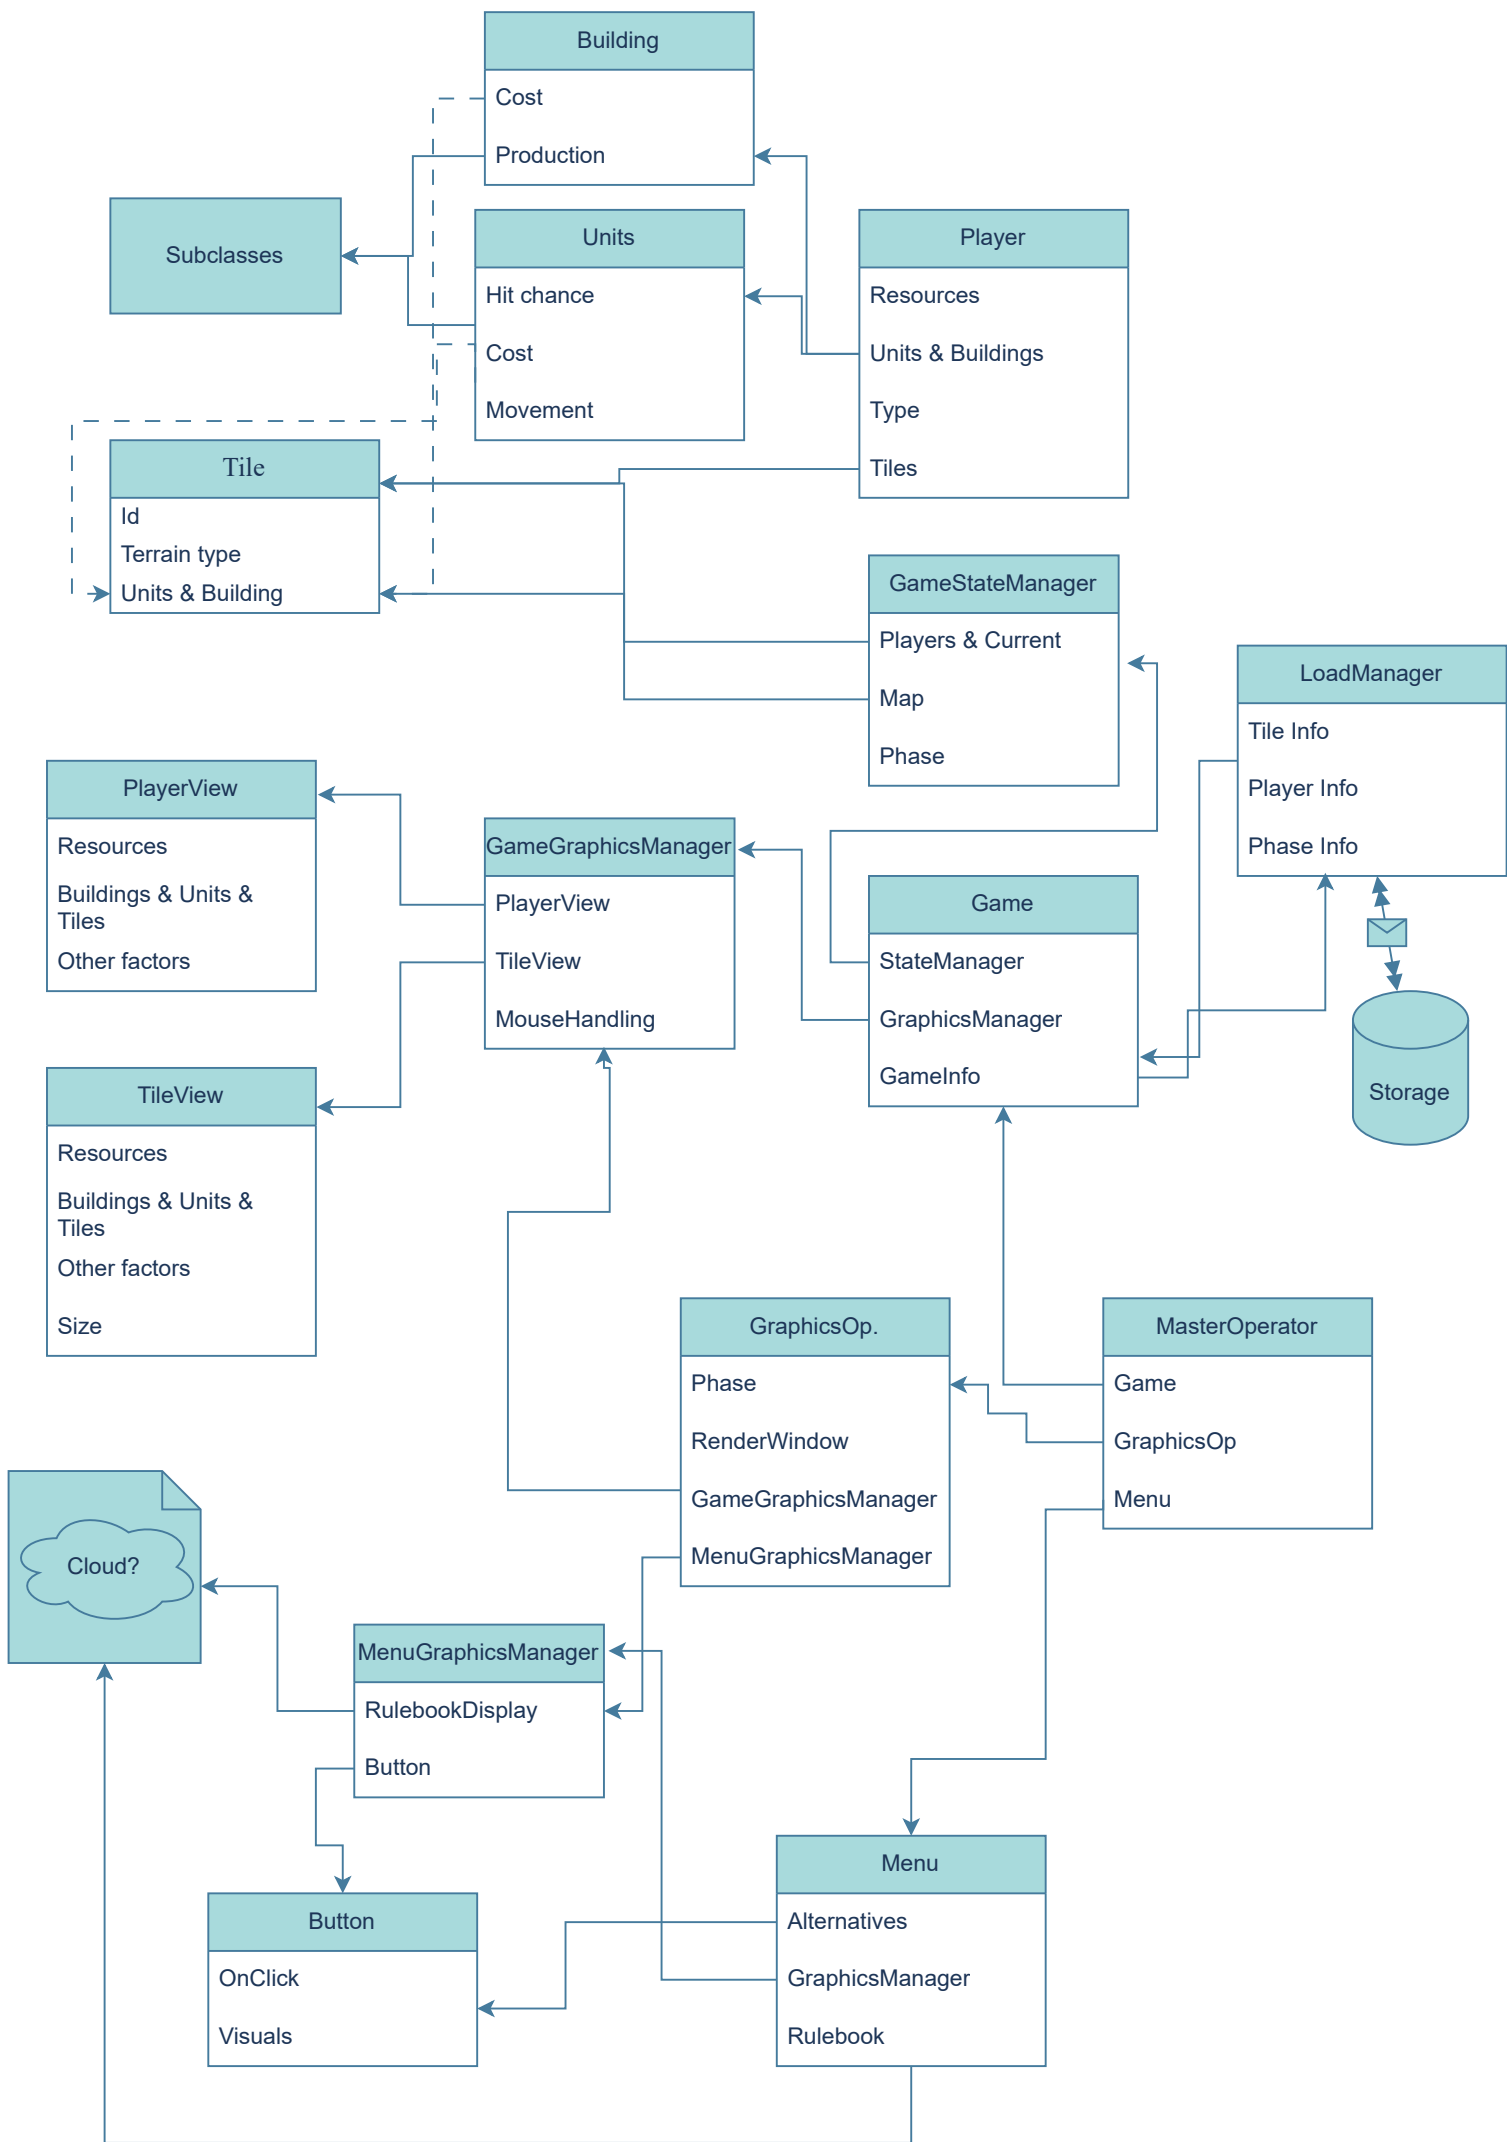 Building
Cost
Production
Subclasses
Units
Hit chance
Cost
Movement
Player
Resources
Units & Buildings
Type
Tiles
Tile
Id
Terrain type
Units & Building
GameStateManager
Players & Current
Map
Phase
LoadManager
Tile Info
Player Info
Phase Info
PlayerView
Resources
Buildings & Units &
Tiles
Other factors
GameGraphicsManager
PlayerView
TileView
MouseHandling
Game
StateManager
GraphicsManager
GameInfo
Storage
TileView
Resources
Buildings & Units &
Tiles
Other factors
Size
GraphicsOp.
Phase
RenderWindow
GameGraphicsManager
MenuGraphicsManager
MasterOperator
Game
GraphicsOp
Menu
Cloud?
MenuGraphicsManager
RulebookDisplay
Button
Menu
Alternatives
GraphicsManager
Rulebook
Button
OnClick
Visuals